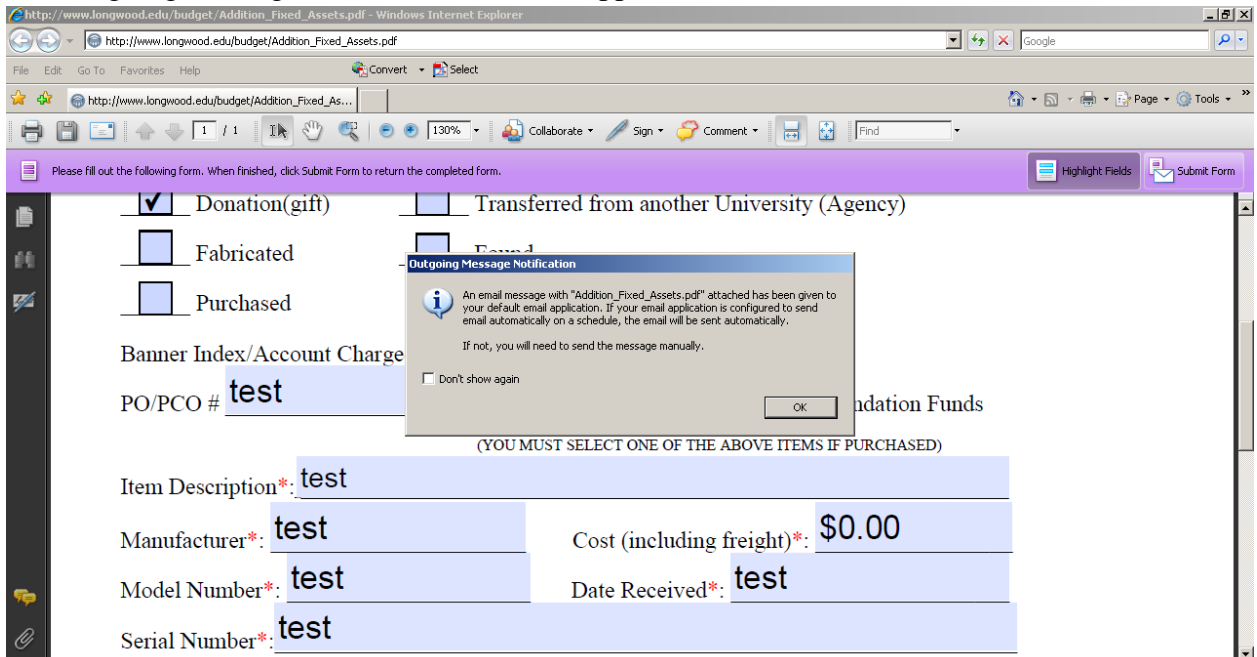 http://www.longwood.edu/budget/Addition_Fixed_Assets.pdf - Windows Internet Explorer
http://www.longwood.edu/budget/Addition_Fixed_Assets.pdf
Google
File Edit Go To Favorites Help
Convert Select
http://www.longwood.edu/budget/Addition_Fixed_As...
Page Tools »
1 / 1
130%
Collaborate Sign Comment
Find
Please fill out the following form. When finished, click Submit Form to return the completed form.
Highlight Fields Submit Form
Donation(gift) Transferred from another University (Agency)
Fabricated Found
Purchased
Outgoing Message Notification
An email message with "Addition_Fixed_Assets.pdf" attached has been given to
your default email application. If your email application is configured to send
email automatically on a schedule, the email will be sent automatically.
If not, you will need to send the message manually.
Don't show again
OK
Banner Index/Account Charge
PO/PCO # test
ndation Funds
(YOU MUST SELECT ONE OF THE ABOVE ITEMS IF PURCHASED)
Item Description*: test
Manufacturer*: test Cost (including freight)*: $0.00
Model Number*: test Date Received*: test
Serial Number*: test